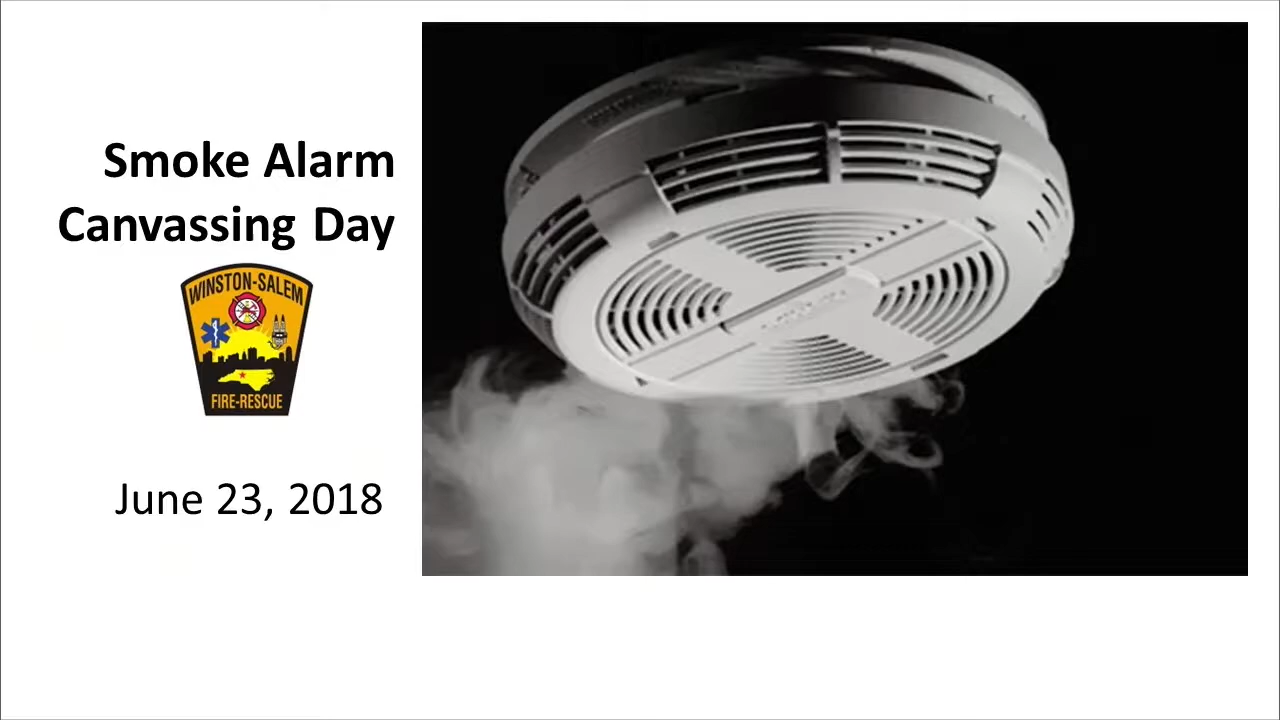 Smoke Alarm
Canvassing Day
WINSTON-SALEM
FIRE-RESCUE
June 23, 2018